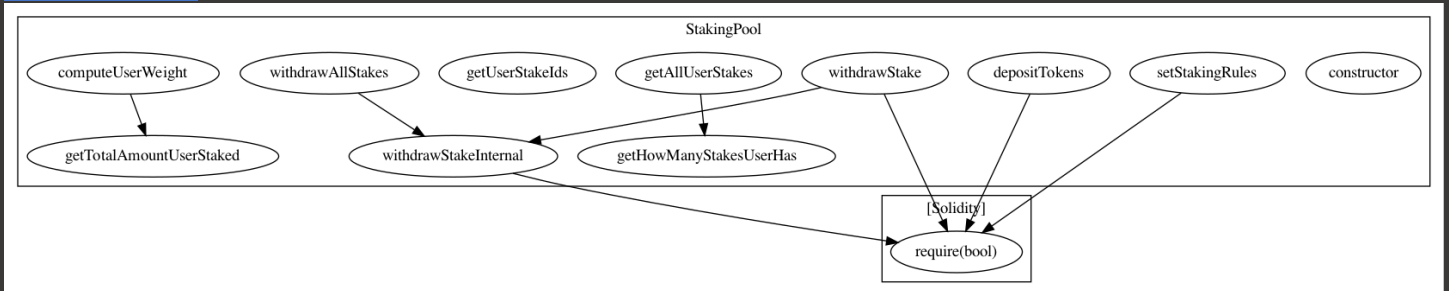 StakingPool
computeUserWeight
withdrawAllStakes
getUserStakeIds
getAllUserStakes
withdrawStake
depositTokens
setStakingRules
constructor
getTotalAmountUserStaked
withdrawStakeInternal
getHowManyStakesUserHas
[Solidity]
require(bool)